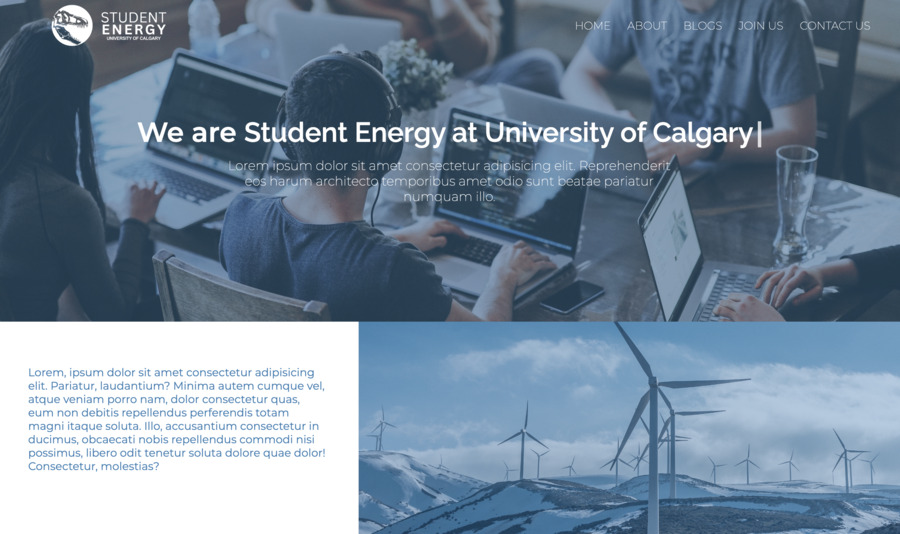 STUDENT
ENERGY
UNIVERSITY OF CALGARY
HOME ABOUT BLOGS JOIN US CONTACT US
We are Student Energy at University of Calgary|
Lorem ipsum dolor sit amet consectetur adipisicing elit. Reprehenderit
eos harum architecto temporibus amet odio sunt beatae pariatur
numquam illo.
Lorem, ipsum dolor sit amet consectetur adipisicing
elit. Pariatur, laudantium? Minima autem cumque vel,
atque veniam porro nam, dolor consectetur quas,
eum non debitis repellendus perferendis totam
magni itaque soluta. Illo, accusantium consectetur in
ducimus, obcaecati nobis repellendus commodi nisi
possimus, libero odit tenetur soluta dolore quae dolor!
Consectetur, molestias?